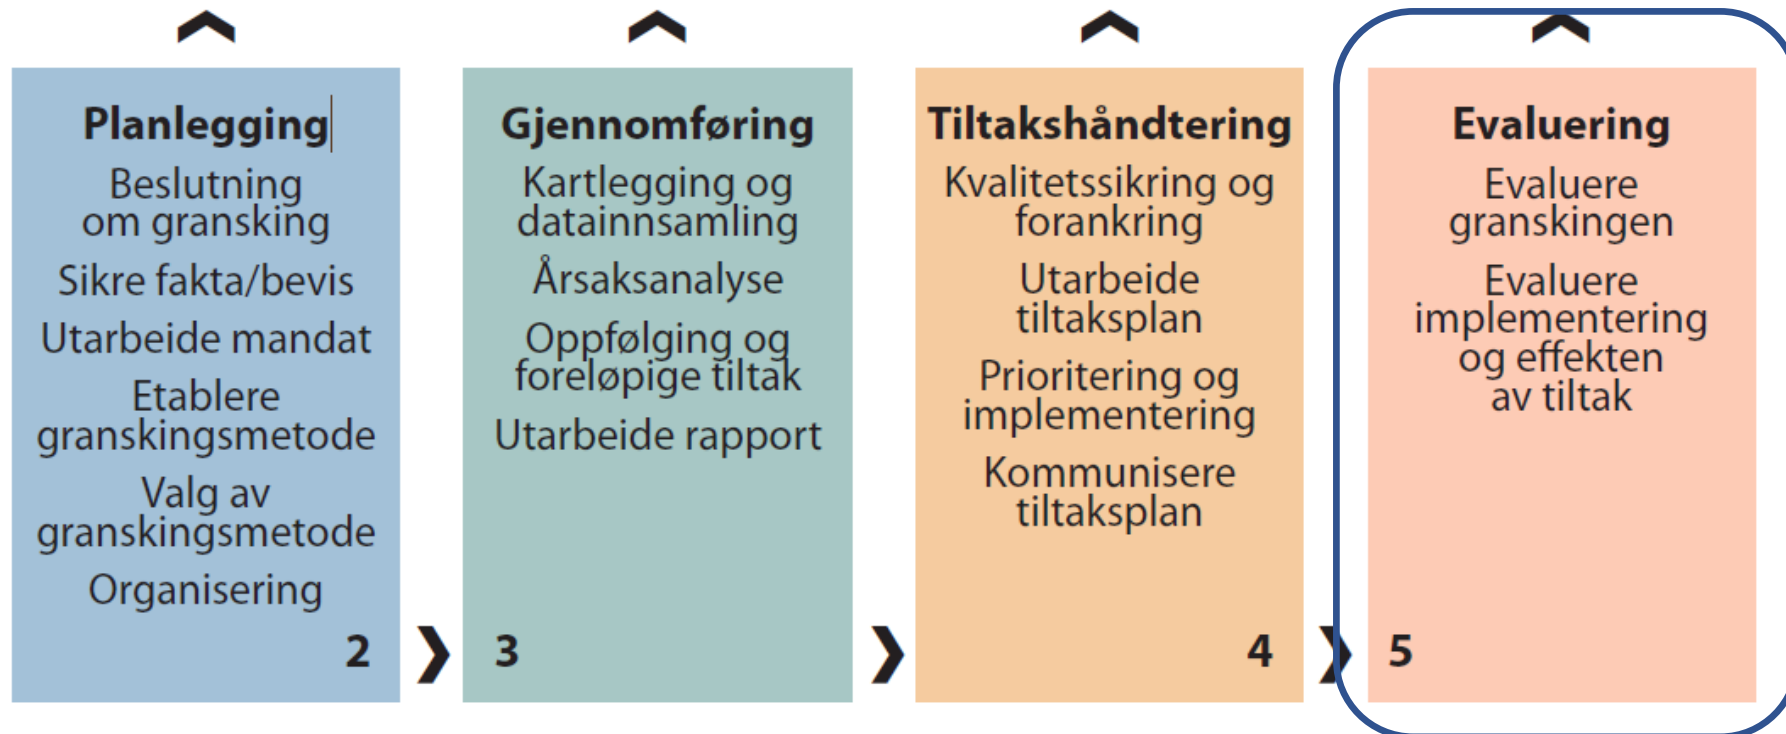 Planlegging
Beslutning
om gransking
Sikre fakta/bevis
Utarbeide mandat
Etablere
granskingsmetode
Valg av
granskingsmetode
Organisering
2
Gjennomføring
Kartlegging og
datainnsamling
Årsaksanalyse
Oppfølging og
foreløpige tiltak
Utarbeide rapport
3
Tiltakshåndtering
Kvalitetssikring og
forankring
Utarbeide
tiltaksplan
Prioritering og
implementering
Kommunisere
tiltaksplan
4
Evaluering
Evaluere
granskingen
Evaluere
implementering
og effekten
av tiltak
5